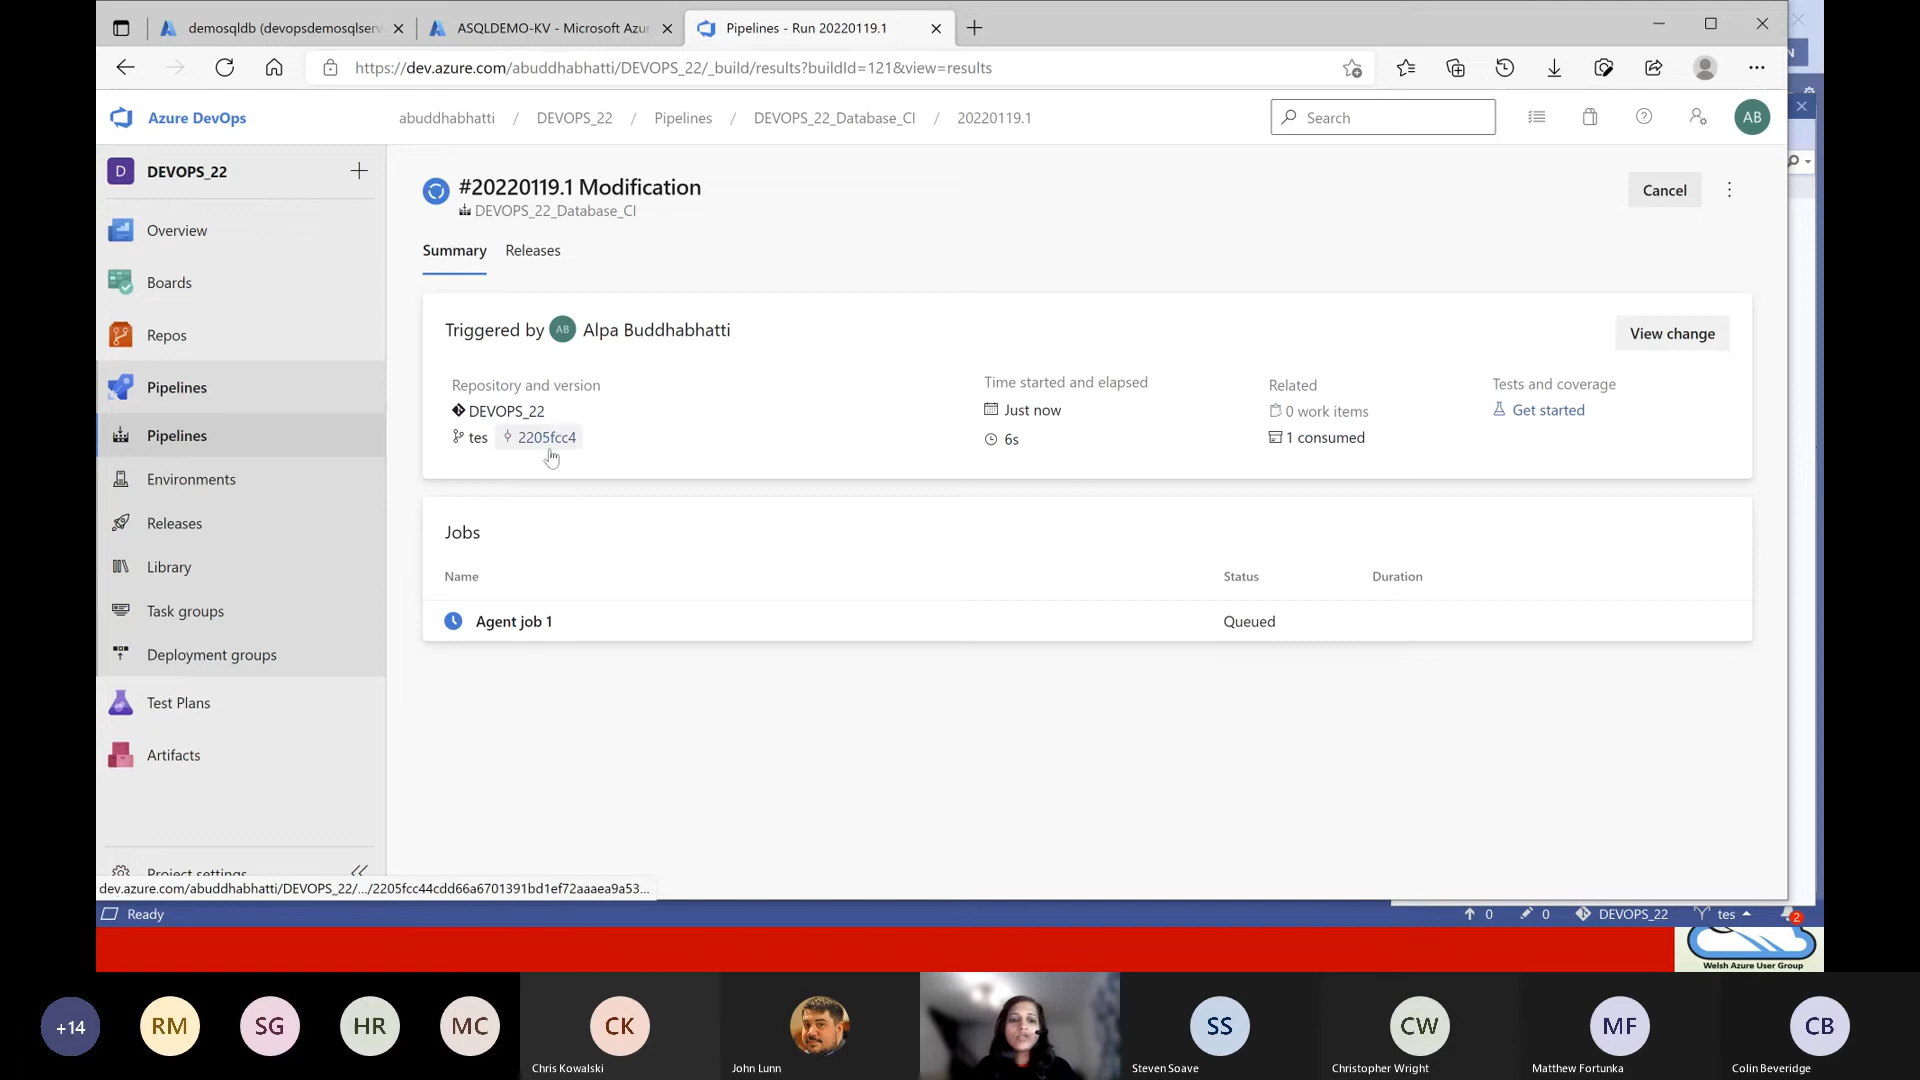 demosqldb (devopsdemosqlserv
ASQLDEMO-KV - Microsoft Azu
Pipelines - Run 20220119.1
https://dev.azure.com/abuddhabhatti/DEVOPS_22/_build/results?buildId=121&view=results
Azure DevOps
abuddhabhatti / DEVOPS_22 / Pipelines / DEVOPS_22_Database_CI / 20220119.1
Search
AB
D DEVOPS_22
Overview
Boards
Repos
Pipelines
Pipelines
Environments
Releases
Library
Task groups
Deployment groups
Test Plans
Artifacts
Project settings
#20220119.1 Modification
DEVOPS_22_Database_CI
Cancel
Summary Releases
Triggered by AB Alpa Buddhabhatti
View change
Repository and version
DEVOPS_22
tes 2205fcc4
Time started and elapsed
Just now
6s
Related
0 work items
1 consumed
Tests and coverage
Get started
Jobs
Name Status Duration
Agent job 1 Queued
dev.azure.com/abuddhabhatti/DEVOPS_22/.../2205fcc44cdd66a6701391bd1ef72aaaea9a53...
Ready
0 0 DEVOPS_22 tes 2
Welsh Azure User Group
+14
RM
SG
HR
MC
CK
Chris Kowalski
John Lunn
SS
Steven Soave
CW
Christopher Wright
MF
Matthew Fortunka
CB
Colin Beveridge